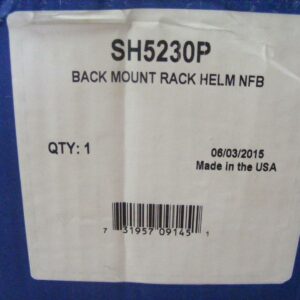 SH5230P
BACK MOUNT RACK HELM NFB
QTY: 1
06/03/2015
Made in the USA
7 31957 09145 1